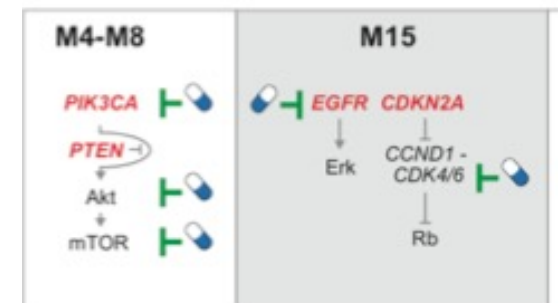 M4-M8
PIK3CA
PTEN
Akt
mTOR
M15
EGFR CDKN2A
Erk
CCND1 -
CDK4/6
Rb